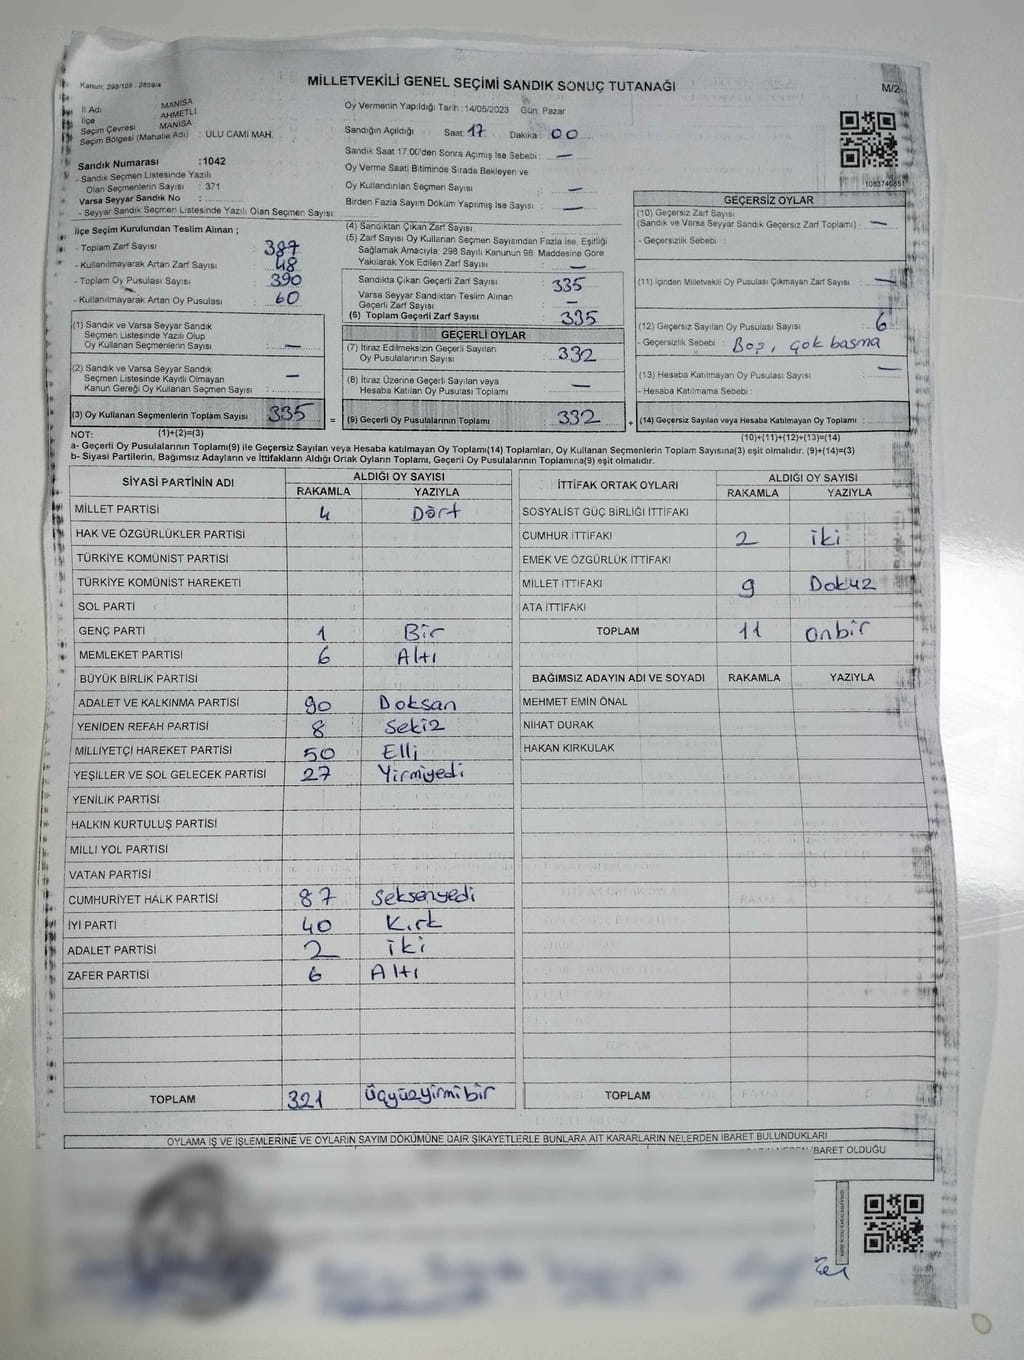 Kanun: 298/105 - 2839/4
MİLLETVEKİLİ GENEL SEÇİMİ SANDIK SONUÇ TUTANAĞI
M/2
İl Adı : MANİSA
İlçe : AHMETLİ
Seçim Çevresi : MANİSA
Seçim Bölgesi (Mahalle Adı) : ULU CAMİ MAH.
Sandık Numarası :1042
- Sandık Seçmen Listesinde Yazılı
Olan Seçmenlerin Sayısı : 371
Varsa Seyyar Sandık No :
- Seyyar Sandık Seçmen Listesinde Yazılı Olan Seçmen Sayısı:
Oy Vermenin Yapıldığı Tarih :14/05/2023 Gün: Pazar
Sandığın Açıldığı Saat: 17 Dakika: 00
Sandık Saat 17:00'den Sonra Açımış İse Sebebi : —
Oy Verme Saati Bitiminde Sırada Bekleyen ve
Oy Kullandırılan Seçmen Sayısı —
Birden Fazla Sayım Döküm Yapılmış İse Sayısı : —
1083740851
İlçe Seçim Kurulundan Teslim Alınan ;
- Toplam Zarf Sayısı : 387
- Kullanılmayarak Artan Zarf Sayısı : 48
- Toplam Oy Pusulası Sayısı : 390
- Kullanılmayarak Artan Oy Pusulası : 60
(1) Sandık ve Varsa Seyyar Sandık
Seçmen Listesinde Yazılı Olup
Oy Kullanan Seçmenlerin Sayısı : —
(2) Sandık ve Varsa Seyyar Sandık
Seçmen Listesinde Kayıtlı Olmayan
Kanun Gereği Oy Kullanan Seçmen Sayısı : —
(3) Oy Kullanan Seçmenlerin Toplam Sayısı 335 =
(4) Sandıktan Çıkan Zarf Sayısı :
(5) Zarf Sayısı Oy Kullanan Seçmen Sayısından Fazla İse, Eşitliği
Sağlamak Amacıyla; 298 Sayılı Kanunun 98. Maddesine Göre
Yakılarak Yok Edilen Zarf Sayısı : —
Sandıkta Çıkan Geçerli Zarf Sayısı : 335
Varsa Seyyar Sandıktan Teslim Alınan
Geçerli Zarf Sayısı —
(6) Toplam Geçerli Zarf Sayısı : 335
GEÇERLİ OYLAR
(7) İtiraz Edilmeksizin Geçerli Sayılan
Oy Pusulalarının Sayısı : 332
(8) İtiraz Üzerine Geçerli Sayılan veya
Hesaba Katılan Oy Pusulası Toplamı : —
(9) Geçerli Oy Pusulalarının Toplamı : 332 +
GEÇERSİZ OYLAR
(10) Geçersiz Zarf Sayısı
(Sandık ve Varsa Seyyar Sandık Geçersiz Zarf Toplamı) : —
- Geçersizlik Sebebi :
(11) İçinden Milletvekili Oy Pusulası Çıkmayan Zarf Sayısı : —
(12) Geçersiz Sayılan Oy Pusulası Sayısı : 6
- Geçersizlik Sebebi : Boş, çok basma
(13) Hesaba Katılmayan Oy Pusulası Sayısı : —
- Hesaba Katılmama Sebebi :
(14) Geçersiz Sayılan veya Hesaba Katılmayan Oy Toplamı :
NOT: (1)+(2)=(3) (10)+(11)+(12)+(13)=(14)
a- Geçerli Oy Pusulalarının Toplamı(9) ile Geçersiz Sayılan veya Hesaba katılmayan Oy Toplamı(14) Toplamları, Oy Kullanan Seçmenlerin Toplam Sayısına(3) eşit olmalıdır. (9)+(14)=(3)
b- Siyasi Partilerin, Bağımsız Adayların ve İttifakların Aldığı Ortak Oyların Toplamı, Geçerli Oy Pusulalarının Toplamına(9) eşit olmalıdır.
SİYASİ PARTİNİN ADI ALDIĞI OY SAYISI
RAKAMLA YAZIYLA
MİLLET PARTİSİ 4 Dört
HAK VE ÖZGÜRLÜKLER PARTİSİ
TÜRKİYE KOMÜNİST PARTİSİ
TÜRKİYE KOMÜNİST HAREKETİ
SOL PARTİ
GENÇ PARTİ 1 Bir
MEMLEKET PARTİSİ 6 Altı
BÜYÜK BİRLİK PARTİSİ
ADALET VE KALKINMA PARTİSİ 90 Doksan
YENİDEN REFAH PARTİSİ 8 Sekiz
MİLLİYETÇİ HAREKET PARTİSİ 50 Elli
YEŞİLLER VE SOL GELECEK PARTİSİ 27 Yirmiyedi
YENİLİK PARTİSİ
HALKIN KURTULUŞ PARTİSİ
MİLLİ YOL PARTİSİ
VATAN PARTİSİ
CUMHURİYET HALK PARTİSİ 87 Seksenyedi
İYİ PARTİ 40 Kırk
ADALET PARTİSİ 2 İki
ZAFER PARTİSİ 6 Altı
TOPLAM 321 Üçyüzyirmibir
İTTİFAK ORTAK OYLARI ALDIĞI OY SAYISI
RAKAMLA YAZIYLA
SOSYALİST GÜÇ BİRLİĞİ İTTİFAKI
CUMHUR İTTİFAKI 2 İki
EMEK VE ÖZGÜRLÜK İTTİFAKI
MİLLET İTTİFAKI 9 Dokuz
ATA İTTİFAKI
TOPLAM 11 Onbir
BAĞIMSIZ ADAYIN ADI VE SOYADI RAKAMLA YAZIYLA
MEHMET EMİN ÖNAL
NİHAT DURAK
HAKAN KIRKULAK
TOPLAM
OYLAMA İŞ VE İŞLEMLERİNE VE OYLARIN SAYIM DÖKÜMÜNE DAİR ŞİKAYETLERLE BUNLARA AİT KARARLARIN NELERDEN İBARET BULUNDUKLARI
İBARET OLDUĞU